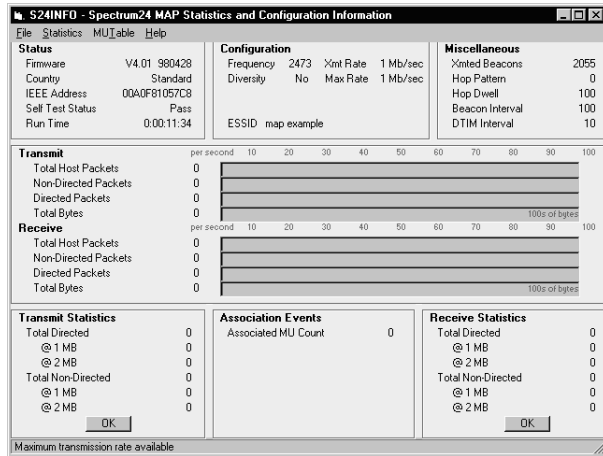 S24INFO - Spectrum24 MAP Statistics and Configuration Information
File Statistics MUTable Help
Status
Firmware V4.01 980428
Country Standard
IEEE Address 00A0F81057C8
Self Test Status Pass
Run Time 0:00:11:34
Configuration
Frequency 2473 Xmt Rate 1 Mb/sec
Diversity No Max Rate 1 Mb/sec
ESSID map example
Miscellaneous
Xmted Beacons 2055
Hop Pattern 0
Hop Dwell 100
Beacon Interval 100
DTIM Interval 10
Transmit per second 10 20 30 40 50 60 70 80 90 100
Total Host Packets 0
Non-Directed Packets 0
Directed Packets 0
Total Bytes 0 100s of bytes
Receive per second 10 20 30 40 50 60 70 80 90 100
Total Host Packets 0
Non-Directed Packets 0
Directed Packets 0
Total Bytes 0 100s of bytes
Transmit Statistics
Total Directed 0
@ 1 MB 0
@ 2 MB 0
Total Non-Directed 0
@ 1 MB 0
@ 2 MB 0
OK
Association Events
Associated MU Count 0
Receive Statistics
Total Directed 0
@ 1 MB 0
@ 2 MB 0
Total Non-Directed 0
@ 1 MB 0
@ 2 MB 0
OK
Maximum transmission rate available